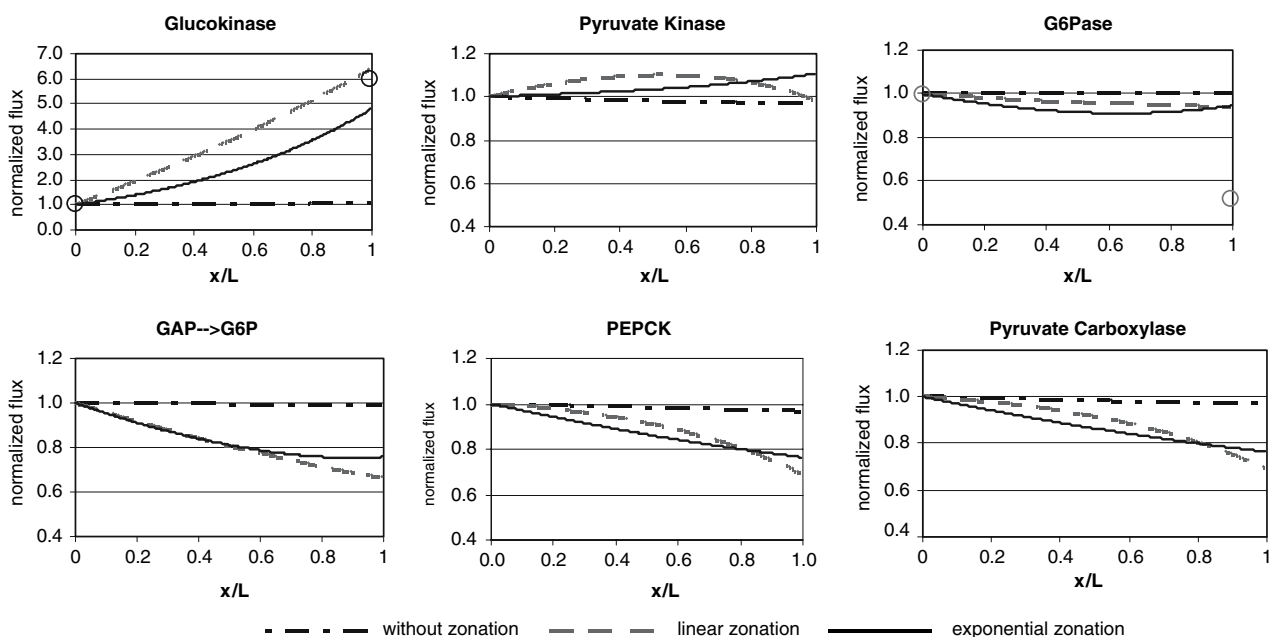 Glucokinase
7.0
6.0
5.0
4.0
3.0
2.0
1.0
0.0
normalized flux
0 0.2 0.4 0.6 0.8 1
x/L
Pyruvate Kinase
1.2
1.0
0.8
0.6
0.4
normalized flux
0 0.2 0.4 0.6 0.8 1
x/L
G6Pase
1.2
1.0
0.8
0.6
0.4
normalized flux
0 0.2 0.4 0.6 0.8 1
x/L
GAP-->G6P
1.2
1.0
0.8
0.6
0.4
normalized flux
0 0.2 0.4 0.6 0.8 1
x/L
PEPCK
1.2
1.0
0.8
0.6
0.4
normalized flux
0.0 0.2 0.4 0.6 0.8 1.0
x/L
Pyruvate Carboxylase
1.2
1.0
0.8
0.6
0.4
normalized flux
0 0.2 0.4 0.6 0.8 1
x/L
without zonation linear zonation exponential zonation